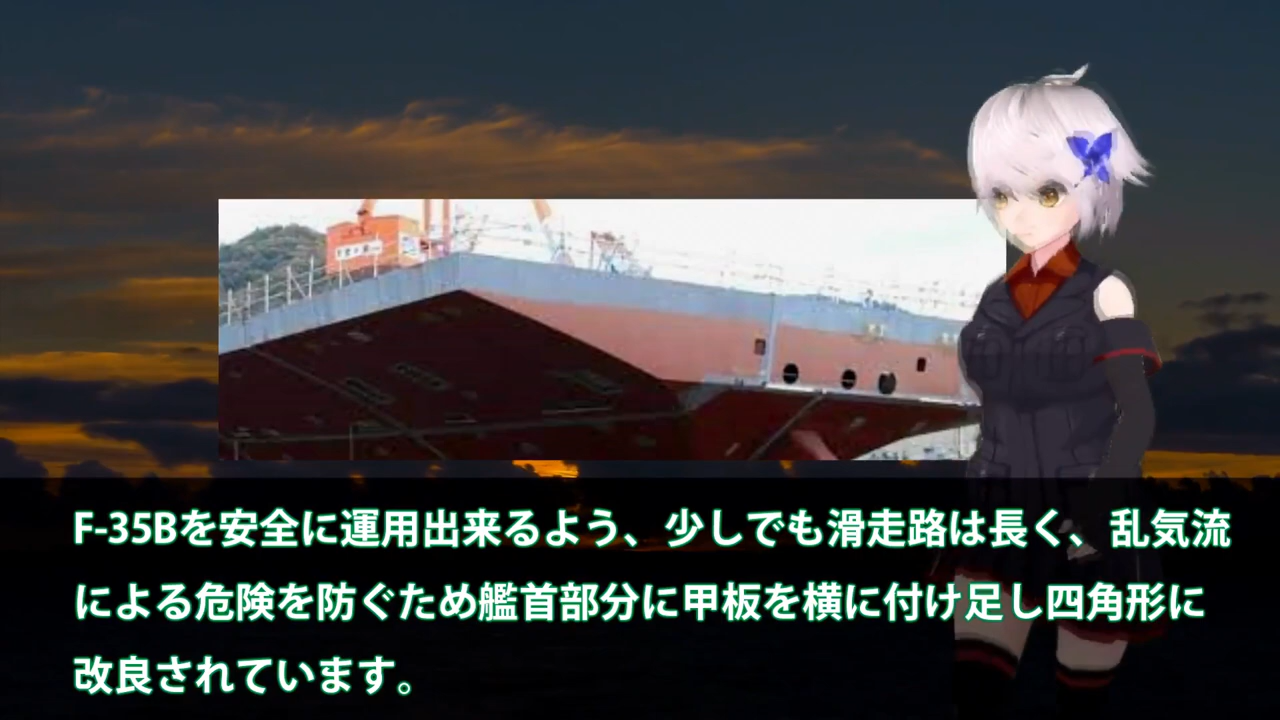 F-35Bを安全に運用出来るよう、少しでも滑走路は長く、乱気流
による危険を防ぐため艦首部分に甲板を横に付け足し四角形に
改良されています。